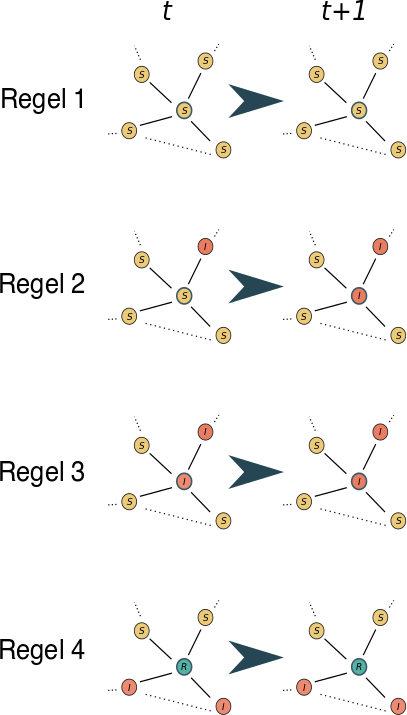 t t+1
S S
S S
Regel 1 S S
... S ... S
S S
I I
S S
Regel 2 S I
... S ... S
S S
I I
S S
Regel 3 I I
... S ... S
S S
S S
S S
Regel 4 R R
... I ... I
I I